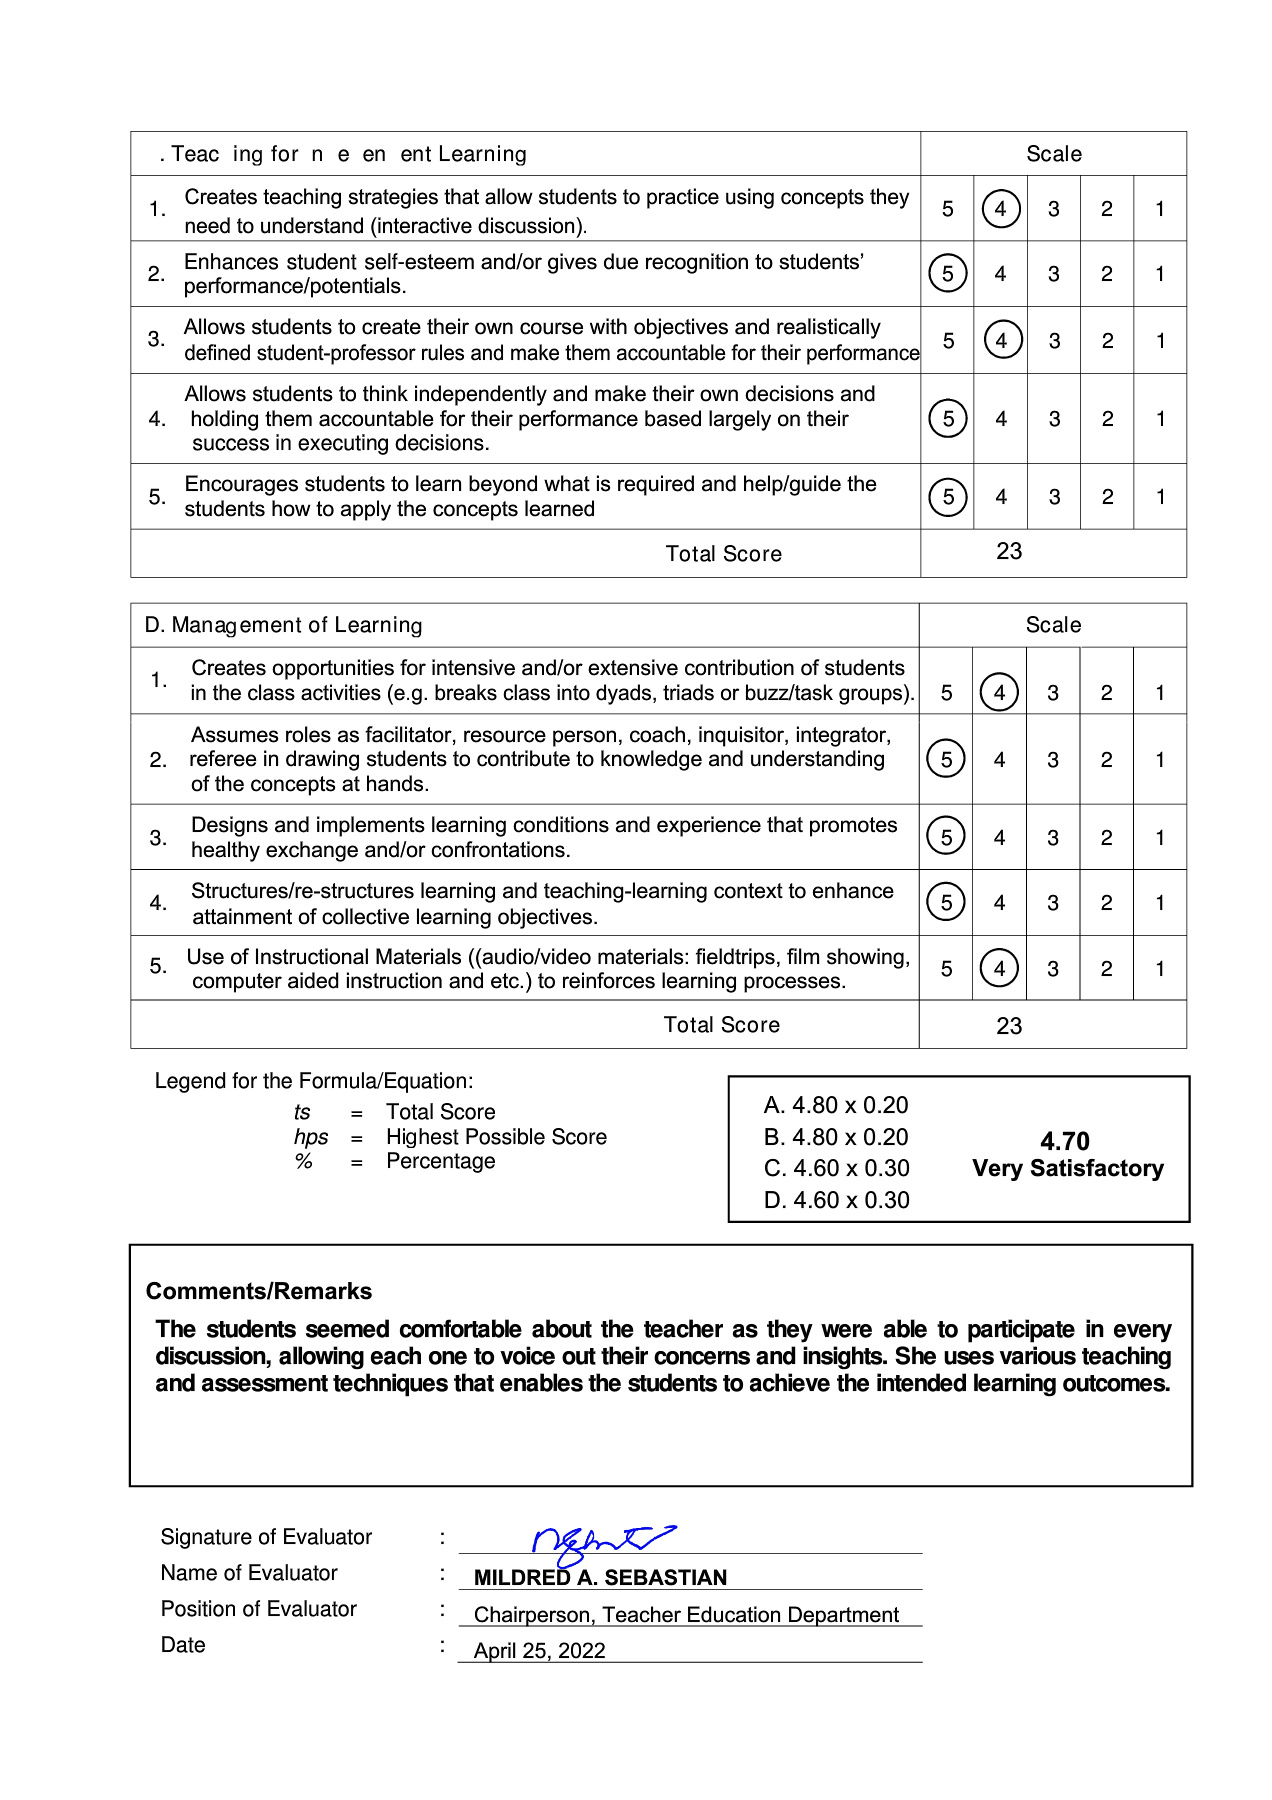 . Teac ing for n e en ent Learning Scale
1. Creates teaching strategies that allow students to practice using concepts they
need to understand (interactive discussion). 5 4 3 2 1
2. Enhances student self-esteem and/or gives due recognition to students’
performance/potentials. 5 4 3 2 1
3. Allows students to create their own course with objectives and realistically
defined student-professor rules and make them accountable for their performance 5 4 3 2 1
Allows students to think independently and make their own decisions and
4. holding them accountable for their performance based largely on their 5 4 3 2 1
success in executing decisions.
5. Encourages students to learn beyond what is required and help/guide the
students how to apply the concepts learned 5 4 3 2 1
Total Score 23
D. Management of Learning Scale
1. Creates opportunities for intensive and/or extensive contribution of students
in the class activities (e.g. breaks class into dyads, triads or buzz/task groups). 5 4 3 2 1
Assumes roles as facilitator, resource person, coach, inquisitor, integrator,
2. referee in drawing students to contribute to knowledge and understanding 5 4 3 2 1
of the concepts at hands.
3. Designs and implements learning conditions and experience that promotes
healthy exchange and/or confrontations. 5 4 3 2 1
4. Structures/re-structures learning and teaching-learning context to enhance
attainment of collective learning objectives. 5 4 3 2 1
5. Use of Instructional Materials ((audio/video materials: fieldtrips, film showing,
computer aided instruction and etc.) to reinforces learning processes. 5 4 3 2 1
Total Score 23
Legend for the Formula/Equation:
ts = Total Score
hps = Highest Possible Score
% = Percentage
A. 4.80 x 0.20
B. 4.80 x 0.20
C. 4.60 x 0.30
D. 4.60 x 0.30
4.70
Very Satisfactory
Comments/Remarks
The students seemed comfortable about the teacher as they were able to participate in every
discussion, allowing each one to voice out their concerns and insights. She uses various teaching
and assessment techniques that enables the students to achieve the intended learning outcomes.
Signature of Evaluator :
Name of Evaluator : MILDRED A. SEBASTIAN
Position of Evaluator : Chairperson, Teacher Education Department
Date : April 25, 2022